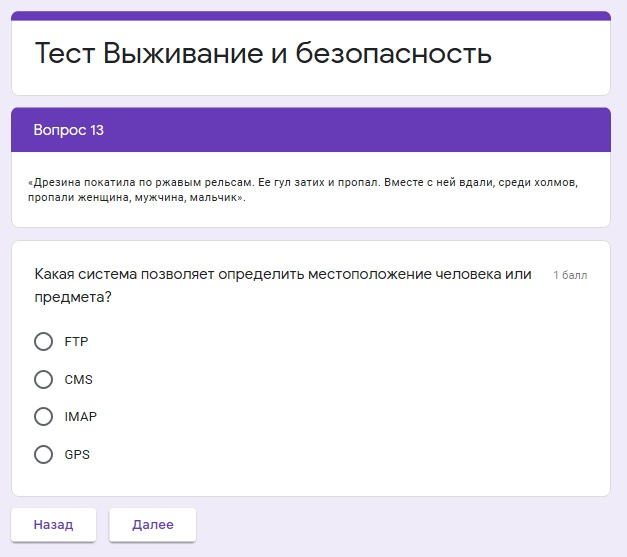 Тест Выживание и безопасность
Вопрос 13
«Дрезина покатила по ржавым рельсам. Ее гул затих и пропал. Вместе с ней вдали, среди холмов,
пропали женщина, мужчина, мальчик».
Какая система позволяет определить местоположение человека или
предмета?
1 балл
FTP
CMS
IMAP
GPS
Назад
Далее